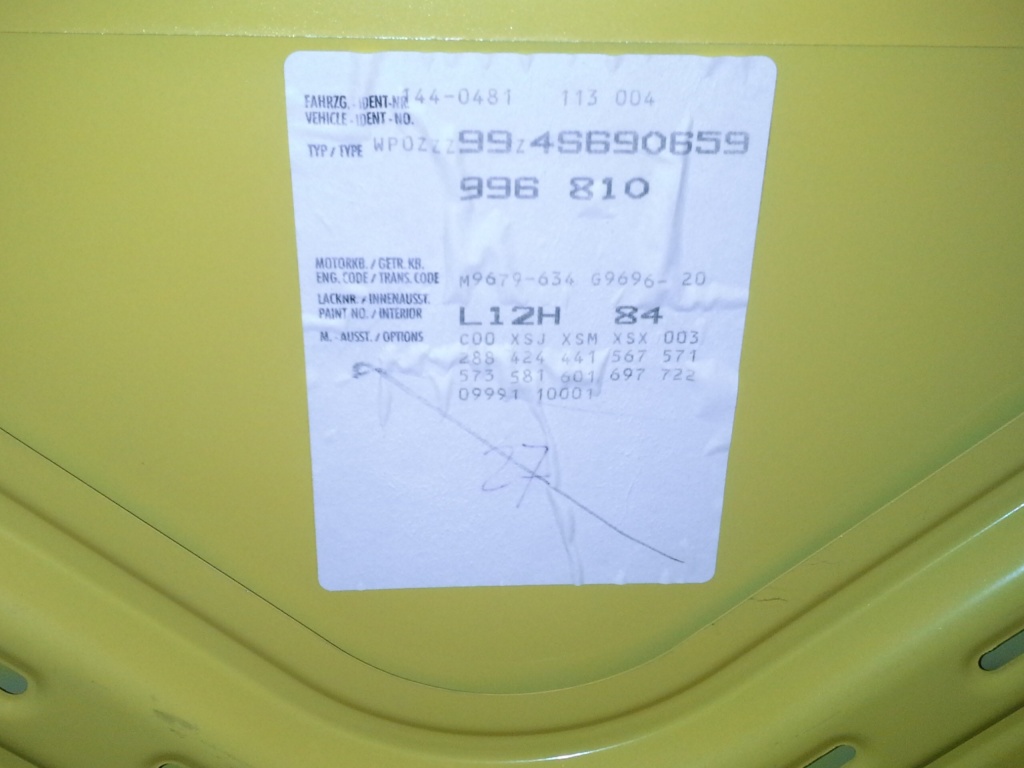 FAHRZG.-IDENT-NR. 144-0481 113 004
VEHICLE-IDENT-NO.
TYP / TYPE WP0ZZZ99Z4S690659
996 810
MOTORKB. / GETR. KB.
ENG. CODE / TRANS. CODE M9679-634 G9696- 20
LACKNR. / INNENAUSST.
PAINT NO. / INTERIOR L12H 84
M.-AUSST. / OPTIONS C00 XSJ XSM XSX 003
288 424 441 567 571
573 581 601 697 722
09991 10001
27